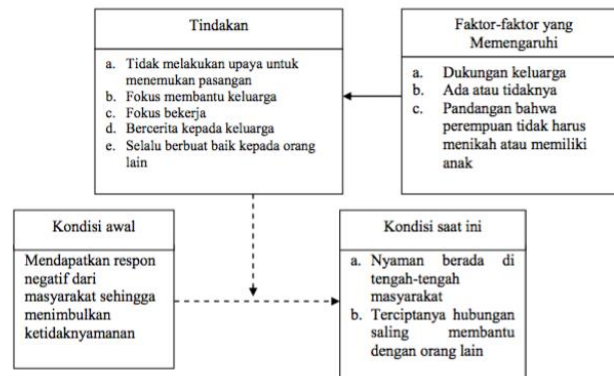 Tindakan
a. Tidak melakukan upaya untuk
menemukan pasangan
b. Fokus membantu keluarga
c. Fokus bekerja
d. Bercerita kepada keluarga
e. Selalu berbuat baik kepada orang
lain
Faktor-faktor yang
Memengaruhi
a. Dukungan keluarga
b. Ada atau tidaknya
c. Pandangan bahwa
perempuan tidak harus
menikah atau memiliki
anak
Kondisi awal
Mendapatkan respon
negatif dari
masyarakat sehingga
menimbulkan
ketidaknyamanan
Kondisi saat ini
a. Nyaman berada di
tengah-tengah
masyarakat
b. Terciptanya hubungan
saling membantu
dengan orang lain